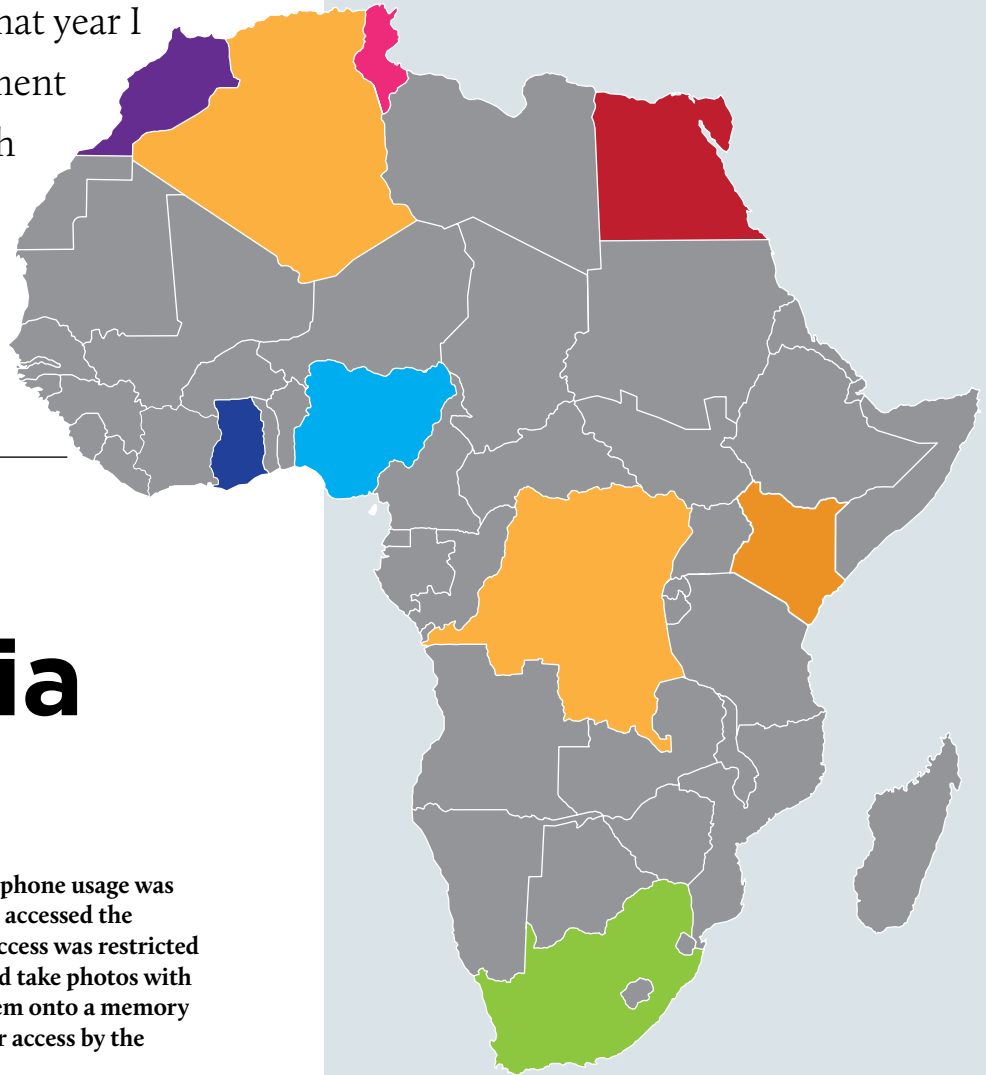 hat year I
ment
h
ia
phone usage was
accessed the
ccess was restricted
d take photos with
em onto a memory
r access by the